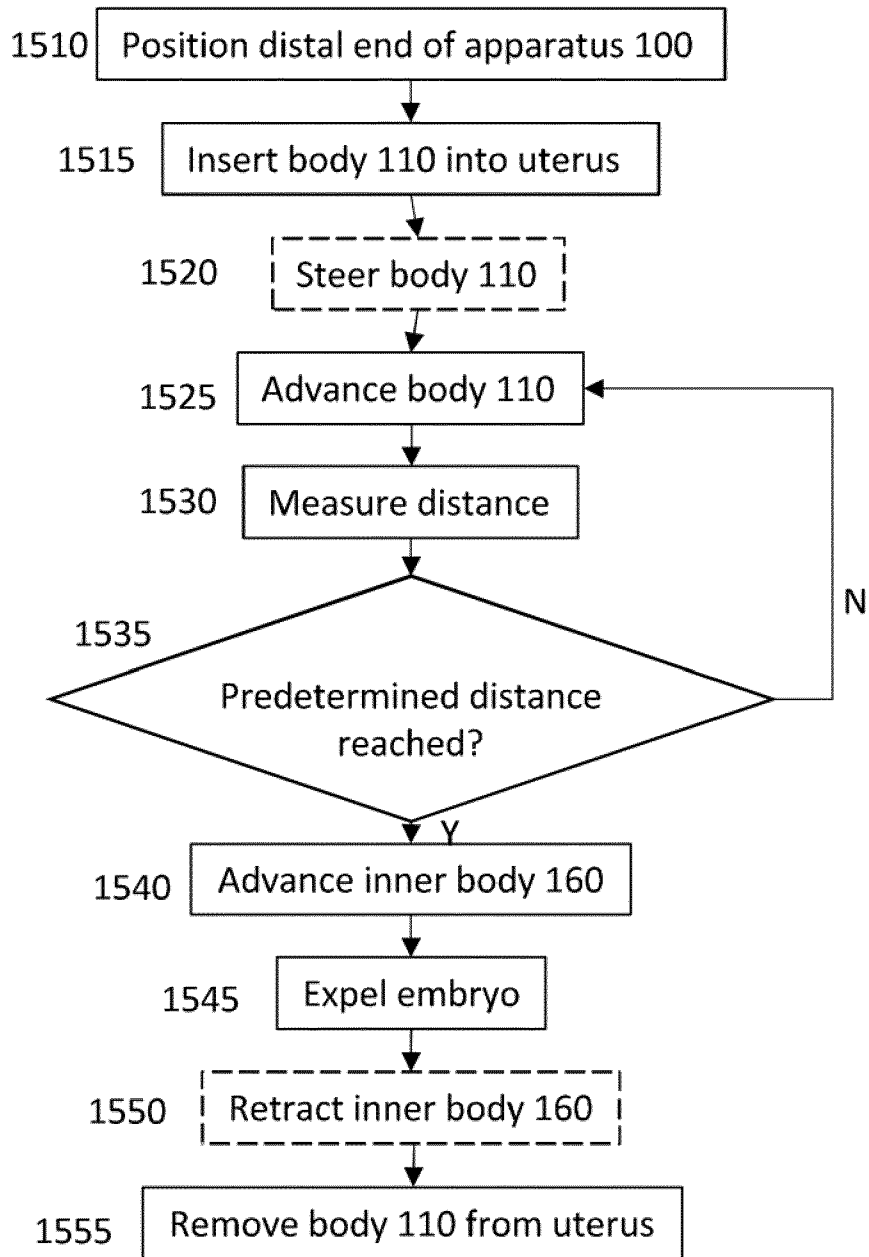 1510 Position distal end of apparatus 100
1515 Insert body 110 into uterus
1520 Steer body 110
1525 Advance body 110
1530 Measure distance
N
1535
Predetermined distance
reached?
Y
1540 Advance inner body 160
1545 Expel embryo
1550 Retract inner body 160
1555 Remove body 110 from uterus